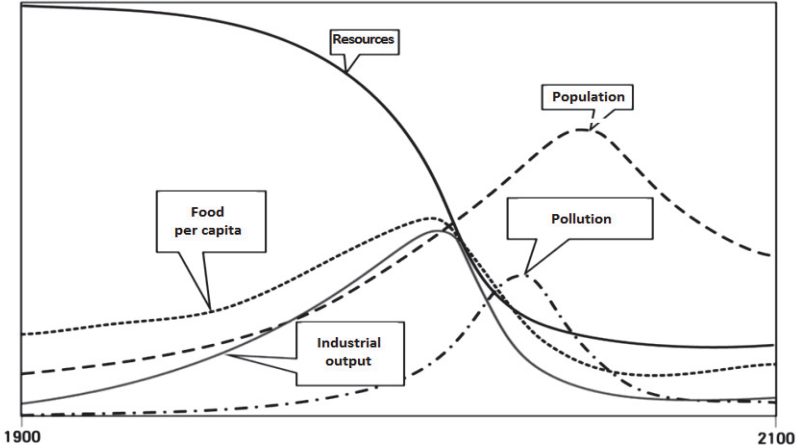 Resources
Population
Food
per capita
Pollution
Industrial
output
1900
2100